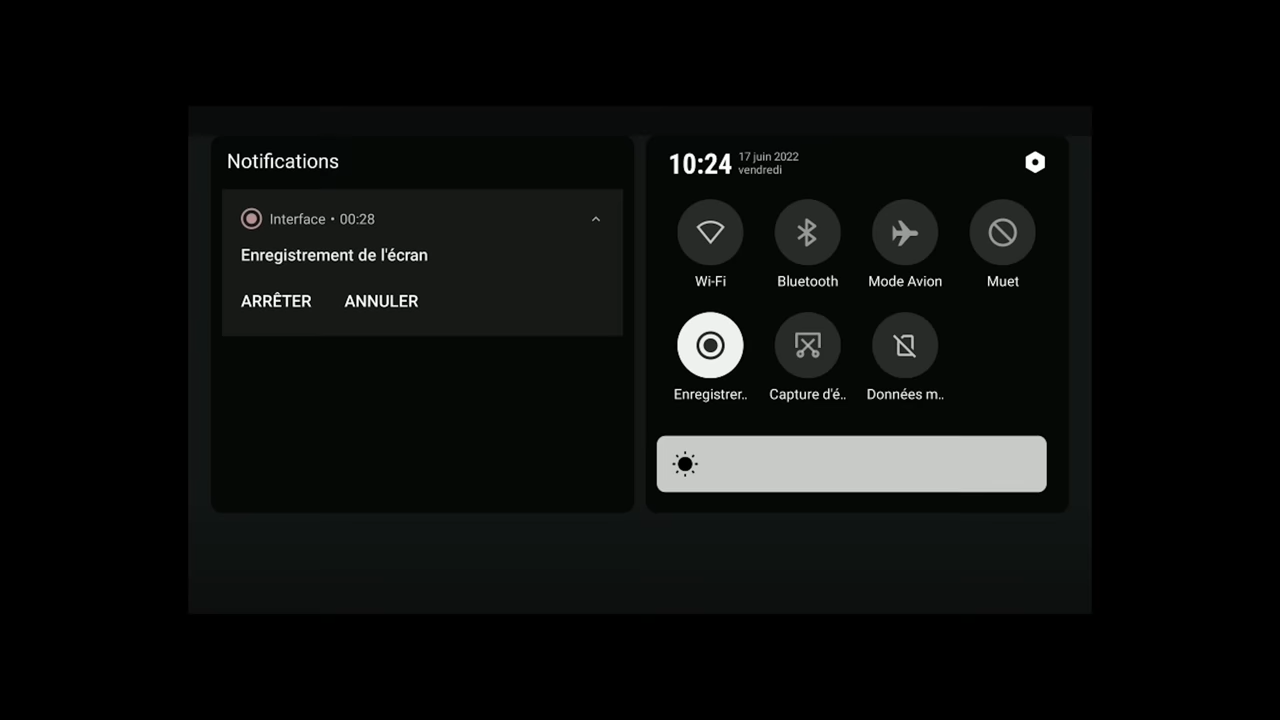 Notifications
Interface • 00:28
Enregistrement de l'écran
ARRÊTER ANNULER
10:24
17 juin 2022
vendredi
Wi-Fi Bluetooth Mode Avion Muet
Enregistrer.. Capture d'é.. Données m..